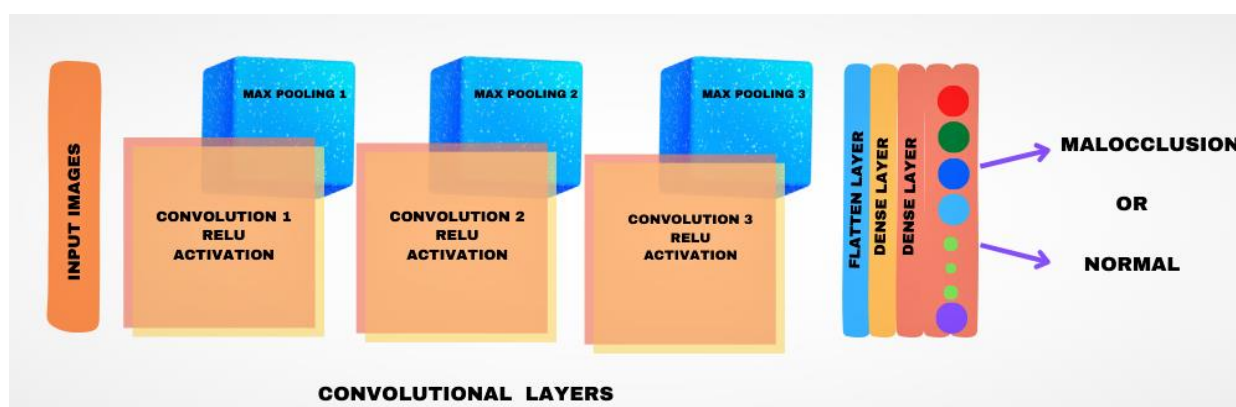 INPUT IMAGES
MAX POOLING 1
CONVOLUTION 1
RELU
ACTIVATION
MAX POOLING 2
CONVOLUTION 2
RELU
ACTIVATION
MAX POOLING 3
CONVOLUTION 3
RELU
ACTIVATION
FLATTEN LAYER
DENSE LAYER
DENSE LAYER
MALOCCLUSION
OR
NORMAL
CONVOLUTIONAL LAYERS